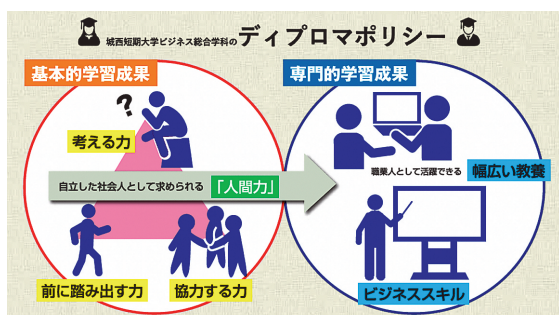 城西短期大学ビジネス総合学科のディプロマポリシー
基本的学習成果
専門的学習成果
?
考える力
自立した社会人として求められる「人間力」
職業人として活躍できる
幅広い教養
前に踏み出す力
協力する力
ビジネススキル